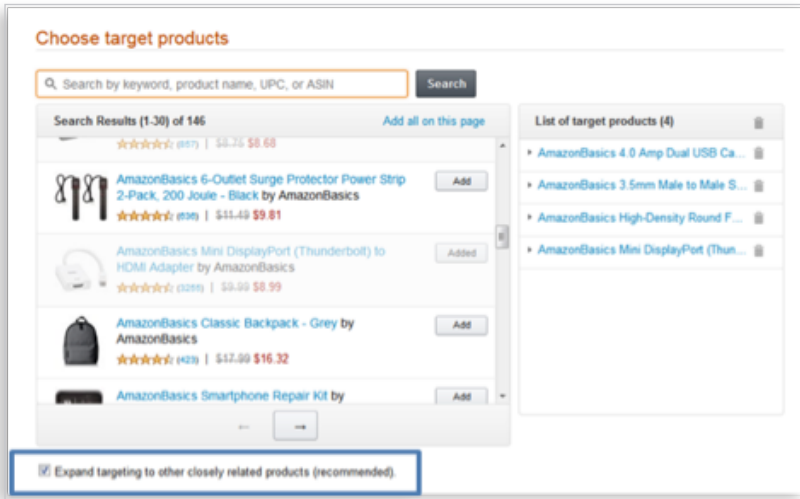 Choose target products
Search by keyword, product name, UPC, or ASIN
Search
Search Results (1-30) of 146
Add all on this page
(857) | $8.75 $8.68
AmazonBasics 6-Outlet Surge Protector Power Strip
2-Pack, 200 Joule - Black by AmazonBasics
(836) | $11.49 $9.81
Add
AmazonBasics Mini DisplayPort (Thunderbolt) to
HDMI Adapter by AmazonBasics
(3286) | $9.99 $8.99
Added
AmazonBasics Classic Backpack - Grey by
AmazonBasics
(423) | $17.99 $16.32
Add
AmazonBasics Smartphone Repair Kit by
Add
← →
List of target products (4)
AmazonBasics 4.0 Amp Dual USB Ca...
AmazonBasics 3.5mm Male to Male S...
AmazonBasics High-Density Round F...
AmazonBasics Mini DisplayPort (Thun...
Expand targeting to other closely related products (recommended).